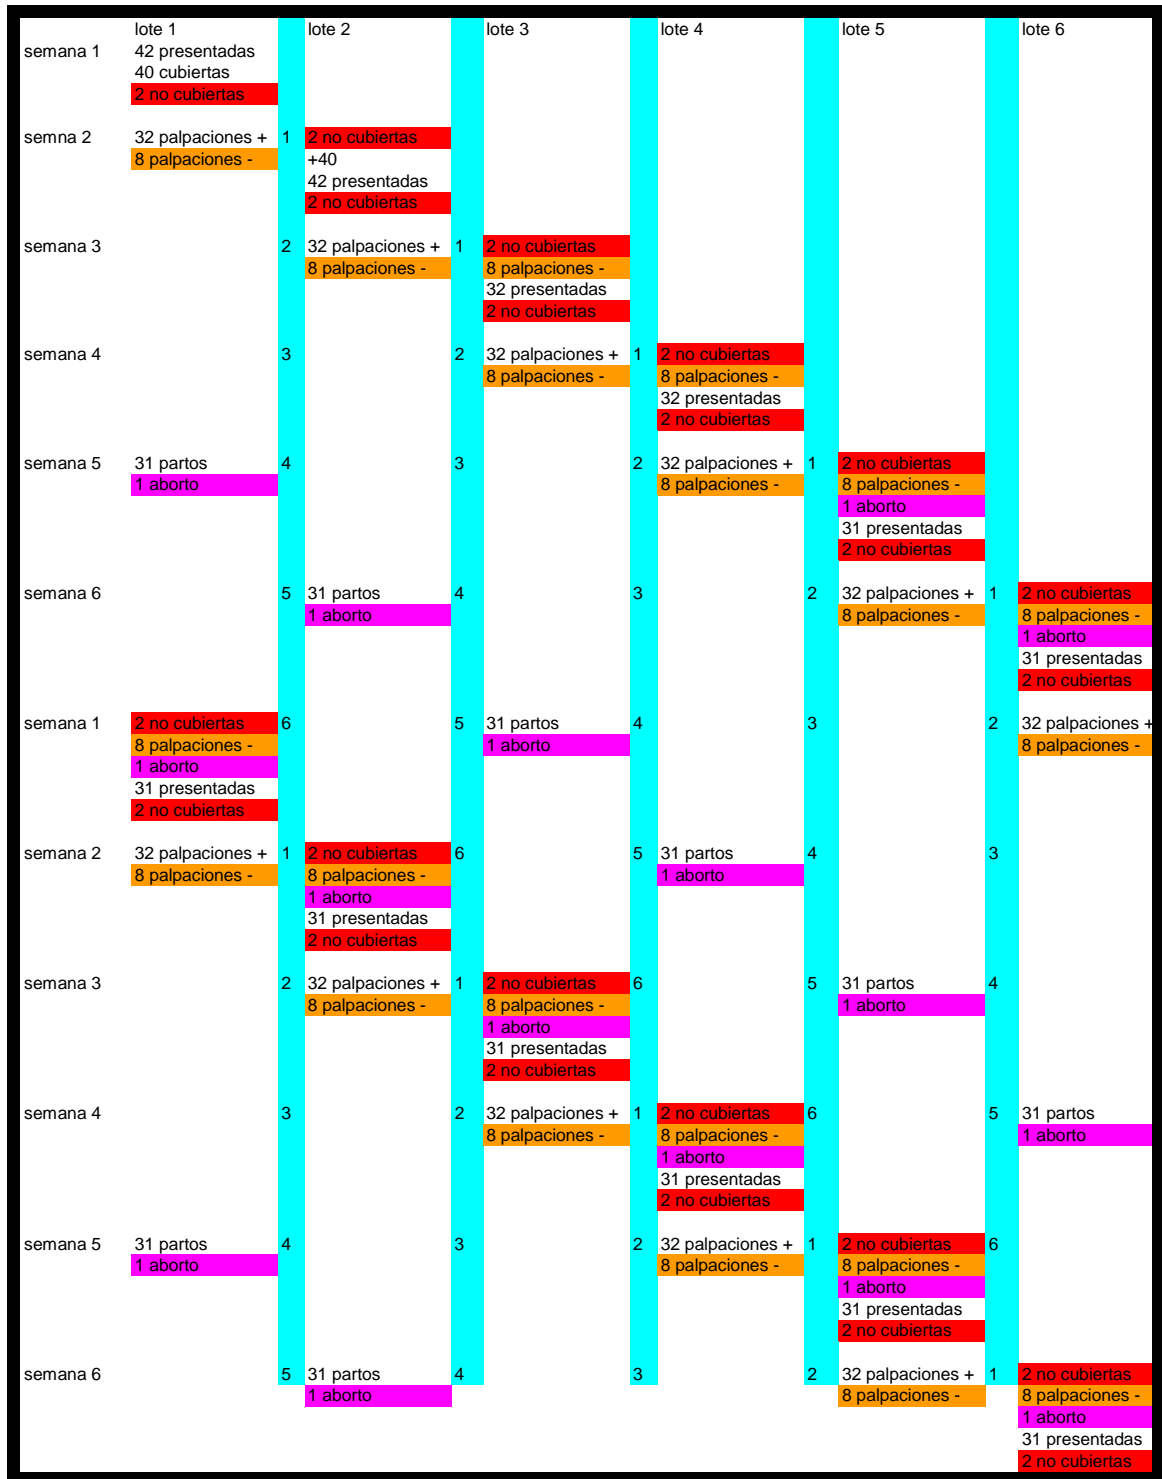 lote 1 lote 2 lote 3 lote 4 lote 5 lote 6
semana 1 42 presentadas
40 cubiertas
2 no cubiertas
semna 2 32 palpaciones + 1 2 no cubiertas
8 palpaciones - +40
42 presentadas
2 no cubiertas
semana 3 2 32 palpaciones + 1 2 no cubiertas
8 palpaciones - 8 palpaciones -
32 presentadas
2 no cubiertas
semana 4 3 2 32 palpaciones + 1 2 no cubiertas
8 palpaciones - 8 palpaciones -
32 presentadas
2 no cubiertas
semana 5 31 partos 4 3 2 32 palpaciones + 1 2 no cubiertas
1 aborto 8 palpaciones - 8 palpaciones -
1 aborto
31 presentadas
2 no cubiertas
semana 6 5 31 partos 4 3 2 32 palpaciones + 1 2 no cubiertas
1 aborto 8 palpaciones - 8 palpaciones -
1 aborto
31 presentadas
2 no cubiertas
semana 1 2 no cubiertas 6 5 31 partos 4 3 2 32 palpaciones +
8 palpaciones - 1 aborto 8 palpaciones -
1 aborto
31 presentadas
2 no cubiertas
semana 2 32 palpaciones + 1 2 no cubiertas 6 5 31 partos 4 3
8 palpaciones - 8 palpaciones - 1 aborto
1 aborto
31 presentadas
2 no cubiertas
semana 3 2 32 palpaciones + 1 2 no cubiertas 6 5 31 partos 4
8 palpaciones - 8 palpaciones - 1 aborto
1 aborto
31 presentadas
2 no cubiertas
semana 4 3 2 32 palpaciones + 1 2 no cubiertas 6 5 31 partos
8 palpaciones - 8 palpaciones - 1 aborto
1 aborto
31 presentadas
2 no cubiertas
semana 5 31 partos 4 3 2 32 palpaciones + 1 2 no cubiertas 6
1 aborto 8 palpaciones - 8 palpaciones -
1 aborto
31 presentadas
2 no cubiertas
semana 6 5 31 partos 4 3 2 32 palpaciones + 1 2 no cubiertas
1 aborto 8 palpaciones - 8 palpaciones -
1 aborto
31 presentadas
2 no cubiertas